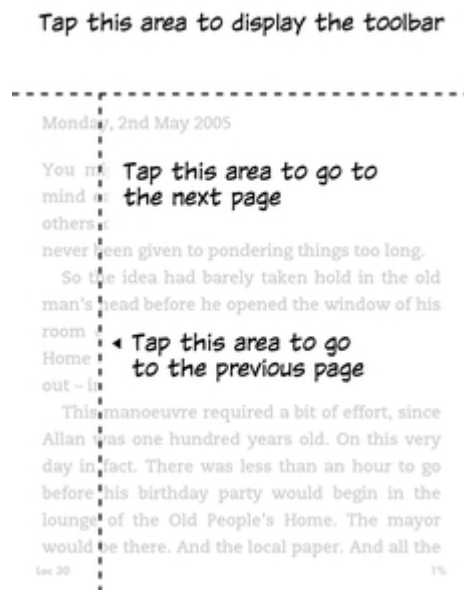 Tap this area to display the toolbar
Monday, 2nd May 2005
You
Tap this area to go to
mind
the next page
others
never been given to pondering things too long.
So the idea had barely taken hold in the old
man's head before he opened the window of his
room
Tap this area to go
Home
to the previous page
out – in
This manoeuvre required a bit of effort, since
Allan was one hundred years old. On this very
day in fact. There was less than an hour to go
before his birthday party would begin in the
lounge of the Old People's Home. The mayor
would be there. And the local paper. And all the
Loc 30
1%